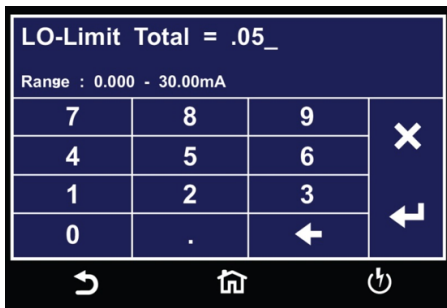 LO-Limit Total = .05_
Range : 0.000 - 30.00mA
7 8 9
4 5 6
1 2 3
0 .